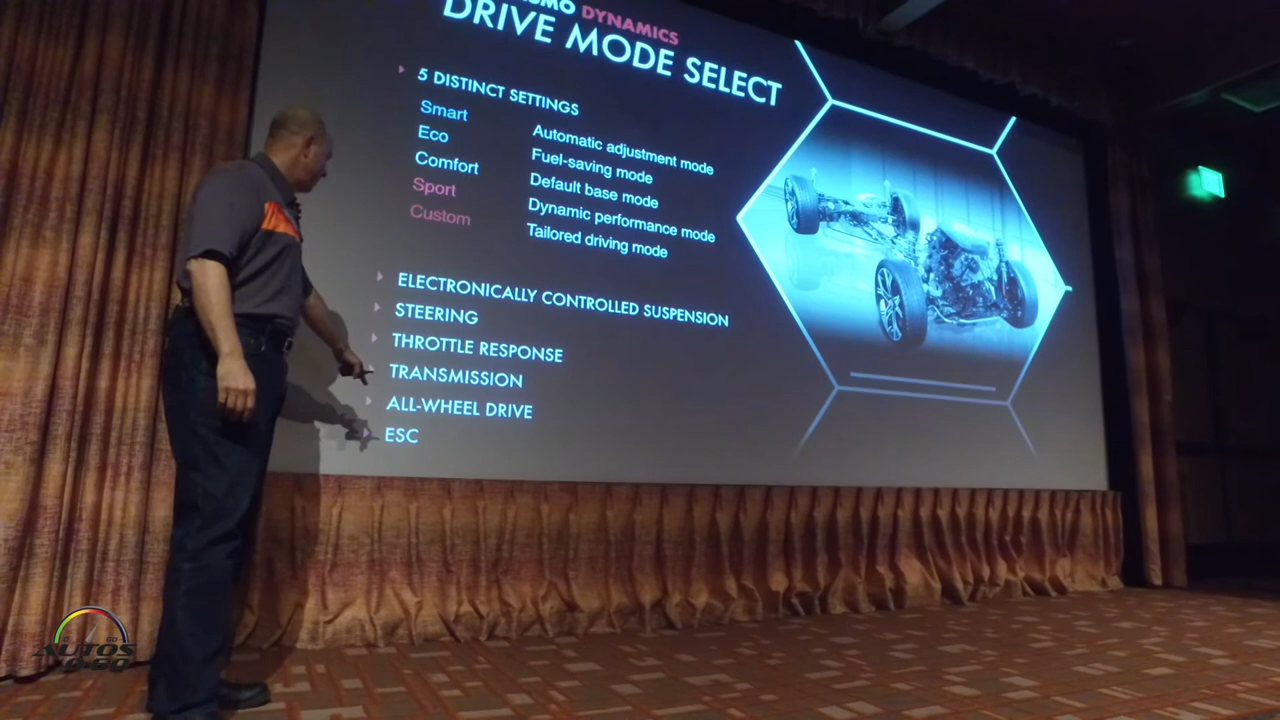 DYNAMICS
DRIVE MODE SELECT
5 DISTINCT SETTINGS
Smart Automatic adjustment mode
Eco Fuel-saving mode
Comfort Default base mode
Sport Dynamic performance mode
Custom Tailored driving mode
ELECTRONICALLY CONTROLLED SUSPENSION
STEERING
THROTTLE RESPONSE
TRANSMISSION
ALL-WHEEL DRIVE
ESC
AUTOS
0-60